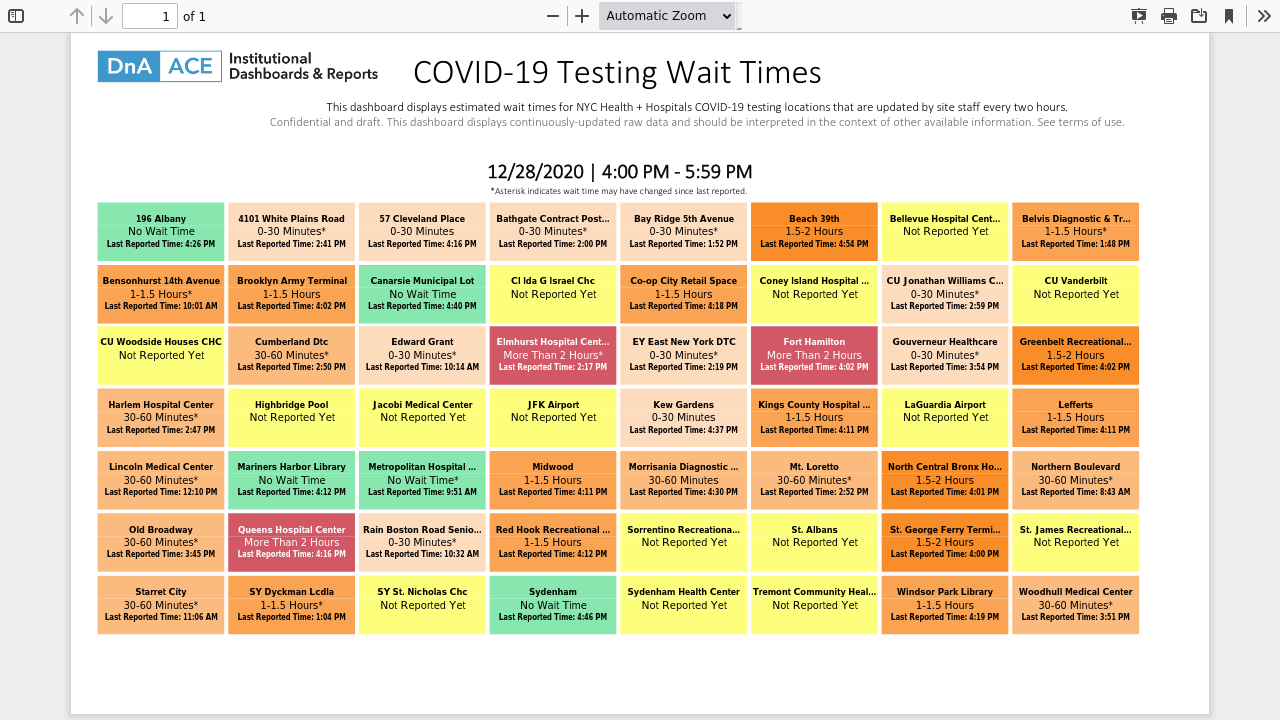 1 of 1
Automatic Zoom
DnA ACE Institutional
Dashboards & Reports
COVID-19 Testing Wait Times
This dashboard displays estimated wait times for NYC Health + Hospitals COVID-19 testing locations that are updated by site staff every two hours.
Confidential and draft. This dashboard displays continuously-updated raw data and should be interpreted in the context of other available information. See terms of use.
12/28/2020 | 4:00 PM - 5:59 PM
*Asterisk indicates wait time may have changed since last reported.
196 Albany
No Wait Time
Last Reported Time: 4:26 PM
4101 White Plains Road
0-30 Minutes*
Last Reported Time: 2:41 PM
57 Cleveland Place
0-30 Minutes
Last Reported Time: 4:16 PM
Bathgate Contract Post...
0-30 Minutes*
Last Reported Time: 2:00 PM
Bay Ridge 5th Avenue
0-30 Minutes*
Last Reported Time: 1:52 PM
Beach 39th
1.5-2 Hours
Last Reported Time: 4:54 PM
Bellevue Hospital Cent...
Not Reported Yet
Belvis Diagnostic & Tr...
1-1.5 Hours*
Last Reported Time: 1:48 PM
Bensonhurst 14th Avenue
1-1.5 Hours*
Last Reported Time: 10:01 AM
Brooklyn Army Terminal
1-1.5 Hours
Last Reported Time: 4:02 PM
Canarsie Municipal Lot
No Wait Time
Last Reported Time: 4:40 PM
Cl Ida G Israel Chc
Not Reported Yet
Co-op City Retail Space
1-1.5 Hours
Last Reported Time: 4:18 PM
Coney Island Hospital ...
Not Reported Yet
CU Jonathan Williams C...
0-30 Minutes*
Last Reported Time: 2:59 PM
CU Vanderbilt
Not Reported Yet
CU Woodside Houses CHC
Not Reported Yet
Cumberland Dtc
30-60 Minutes*
Last Reported Time: 2:50 PM
Edward Grant
0-30 Minutes*
Last Reported Time: 10:14 AM
Elmhurst Hospital Cent...
More Than 2 Hours*
Last Reported Time: 2:17 PM
EY East New York DTC
0-30 Minutes*
Last Reported Time: 2:19 PM
Fort Hamilton
More Than 2 Hours
Last Reported Time: 4:02 PM
Gouverneur Healthcare
0-30 Minutes*
Last Reported Time: 3:54 PM
Greenbelt Recreational...
1.5-2 Hours
Last Reported Time: 4:02 PM
Harlem Hospital Center
30-60 Minutes*
Last Reported Time: 2:47 PM
Highbridge Pool
Not Reported Yet
Jacobi Medical Center
Not Reported Yet
JFK Airport
Not Reported Yet
Kew Gardens
0-30 Minutes
Last Reported Time: 4:37 PM
Kings County Hospital ...
1-1.5 Hours
Last Reported Time: 4:11 PM
LaGuardia Airport
Not Reported Yet
Lefferts
1-1.5 Hours
Last Reported Time: 4:11 PM
Lincoln Medical Center
30-60 Minutes*
Last Reported Time: 12:10 PM
Mariners Harbor Library
No Wait Time
Last Reported Time: 4:12 PM
Metropolitan Hospital ...
No Wait Time*
Last Reported Time: 9:51 AM
Midwood
1-1.5 Hours
Last Reported Time: 4:11 PM
Morrisania Diagnostic ...
30-60 Minutes
Last Reported Time: 4:30 PM
Mt. Loretto
30-60 Minutes*
Last Reported Time: 2:52 PM
North Central Bronx Ho...
1.5-2 Hours
Last Reported Time: 4:01 PM
Northern Boulevard
30-60 Minutes*
Last Reported Time: 8:43 AM
Old Broadway
30-60 Minutes*
Last Reported Time: 3:45 PM
Queens Hospital Center
More Than 2 Hours
Last Reported Time: 4:16 PM
Rain Boston Road Senio...
0-30 Minutes*
Last Reported Time: 10:32 AM
Red Hook Recreational ...
1-1.5 Hours
Last Reported Time: 4:12 PM
Sorrentino Recreationa...
Not Reported Yet
St. Albans
Not Reported Yet
St. George Ferry Termi...
1.5-2 Hours
Last Reported Time: 4:00 PM
St. James Recreational...
Not Reported Yet
Starret City
30-60 Minutes*
Last Reported Time: 11:06 AM
SY Dyckman Lcdla
1-1.5 Hours*
Last Reported Time: 1:04 PM
SY St. Nicholas Chc
Not Reported Yet
Sydenham
No Wait Time
Last Reported Time: 4:46 PM
Sydenham Health Center
Not Reported Yet
Tremont Community Heal...
Not Reported Yet
Windsor Park Library
1-1.5 Hours
Last Reported Time: 4:19 PM
Woodhull Medical Center
30-60 Minutes*
Last Reported Time: 3:51 PM